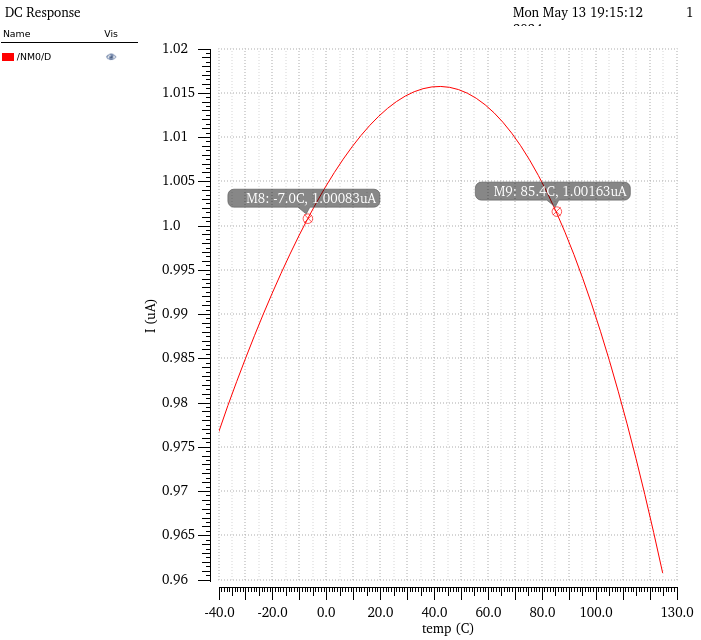 DC Response
Mon May 13 19:15:12 1
Name Vis
/NM0/D
1.02
1.015
1.01
1.005
1.0
0.995
0.99
0.985
0.98
0.975
0.97
0.965
0.96
I (uA)
M8: -7.0C, 1.00083uA
M9: 85.4C, 1.00163uA
-40.0 -20.0 0.0 20.0 40.0 60.0 80.0 100.0 130.0
temp (C)